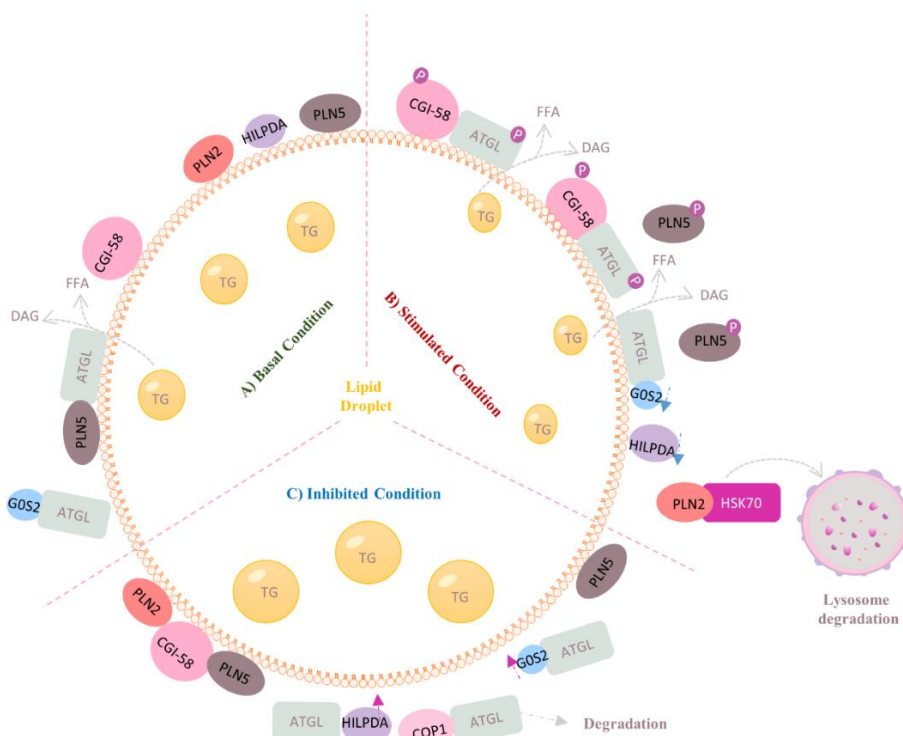 A) Basal Condition
PLN2
HILPDA
PLN5
CGI-58
FFA
DAG
ATGL
PLN5
G0S2
ATGL
TG
TG
TG
B) Stimulated Condition
P
CGI-58
ATGL
P
FFA
DAG
TG
P
CGI-58
ATGL
P
P
PLN5
FFA
DAG
TG
ATGL
P
PLN5
G0S2
HILPDA
TG
PLN2
HSK70
Lysosome
degradation
Lipid
Droplet
C) Inhibited Condition
TG
TG
TG
PLN2
CGI-58
PLN5
PLN5
G0S2
ATGL
ATGL
HILPDA
COP1
ATGL
Degradation